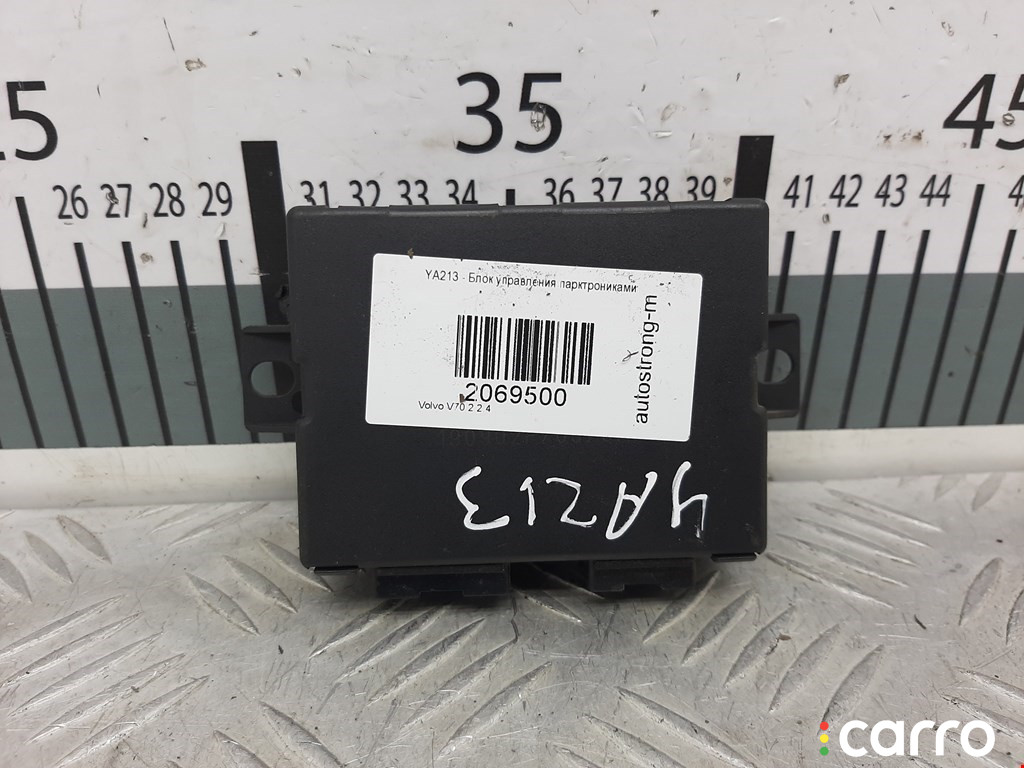 25 35 45
26 27 28 29 31 32 33 34 36 37 38 39 41 42 43 44
YA213 - Блок управления парктрониками
autostrong-m
2069500
Volvo V70 2 2.4
YA213
carro